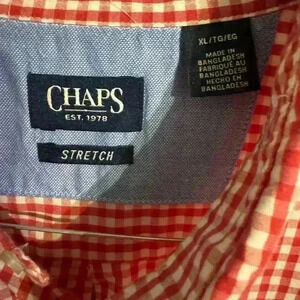 CHAPS
EST. 1978
STRETCH
XL/TG/EG
MADE IN
BANGLADESH
FABRIQUÉ AU
BANGLADESH
HECHO EN
BANGLADESH